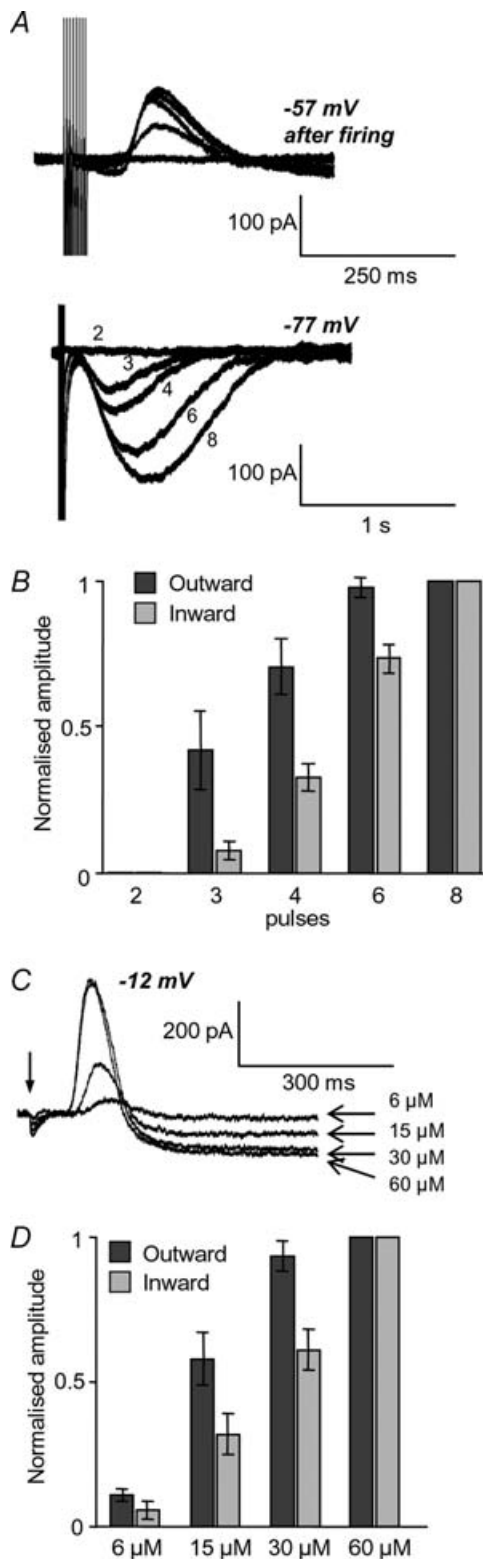 A
-57 mV
after firing
100 pA
250 ms
-77 mV
2
3
4
6
8
100 pA
1 s
B
Outward
Inward
Normalised amplitude
1
0.5
0
2 3 4 6 8
pulses
C
-12 mV
200 pA
300 ms
6 µM
15 µM
30 µM
60 µM
D
Outward
Inward
Normalised amplitude
1
0.5
0
6 µM 15 µM 30 µM 60 µM